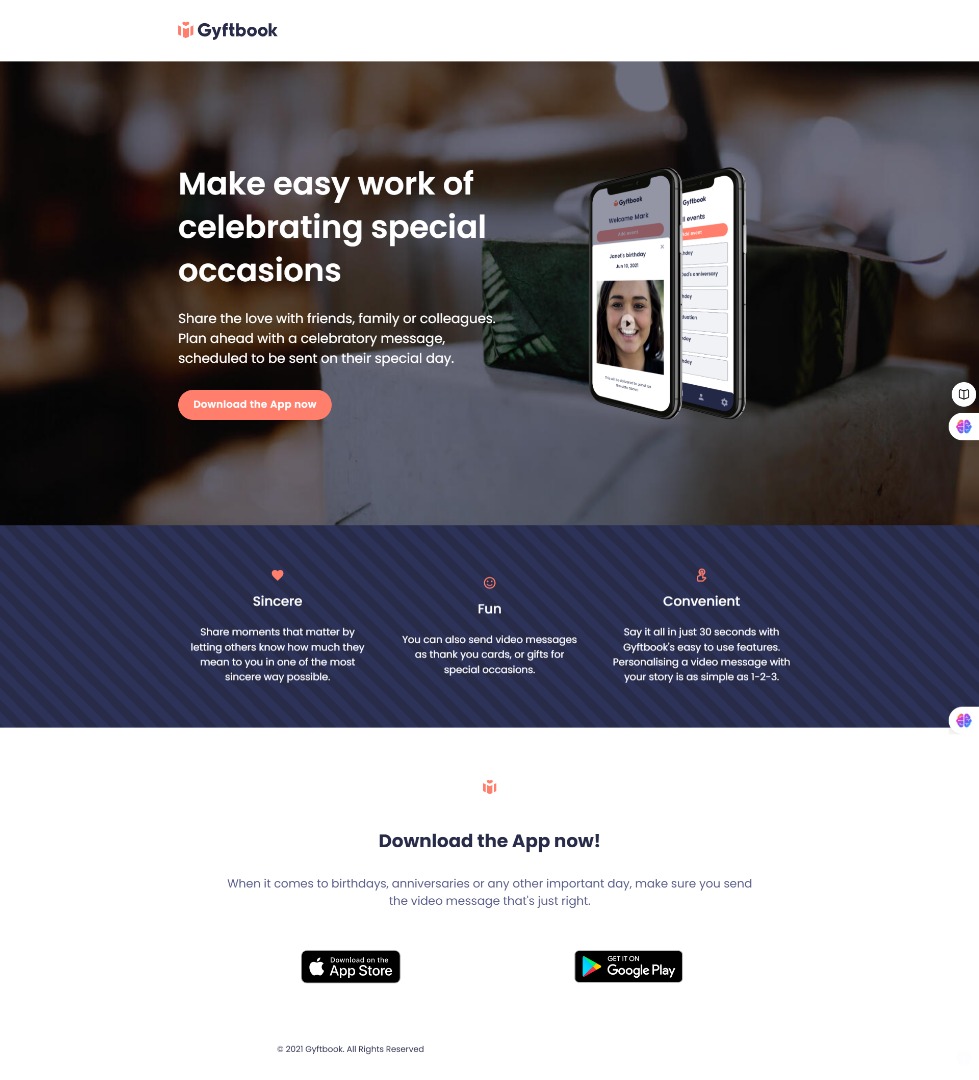 Gyftbook
Make easy work of
celebrating special
occasions
Share the love with friends, family or colleagues.
Plan ahead with a celebratory message,
scheduled to be sent on their special day.
Download the App now
Gyftbook
Welcome Mark
Add event
Janet's birthday
Jun 10, 2021
Gyftbook
ll events
Add event
Sincere
Share moments that matter by
letting others know how much they
mean to you in one of the most
sincere way possible.
Fun
You can also send video messages
as thank you cards, or gifts for
special occasions.
Convenient
Say it all in just 30 seconds with
Gyftbook's easy to use features.
Personalising a video message with
your story is as simple as 1-2-3.
Download the App now!
When it comes to birthdays, anniversaries or any other important day, make sure you send
the video message that's just right.
Download on the
App Store
GET IT ON
Google Play
© 2021 Gyftbook. All Rights Reserved